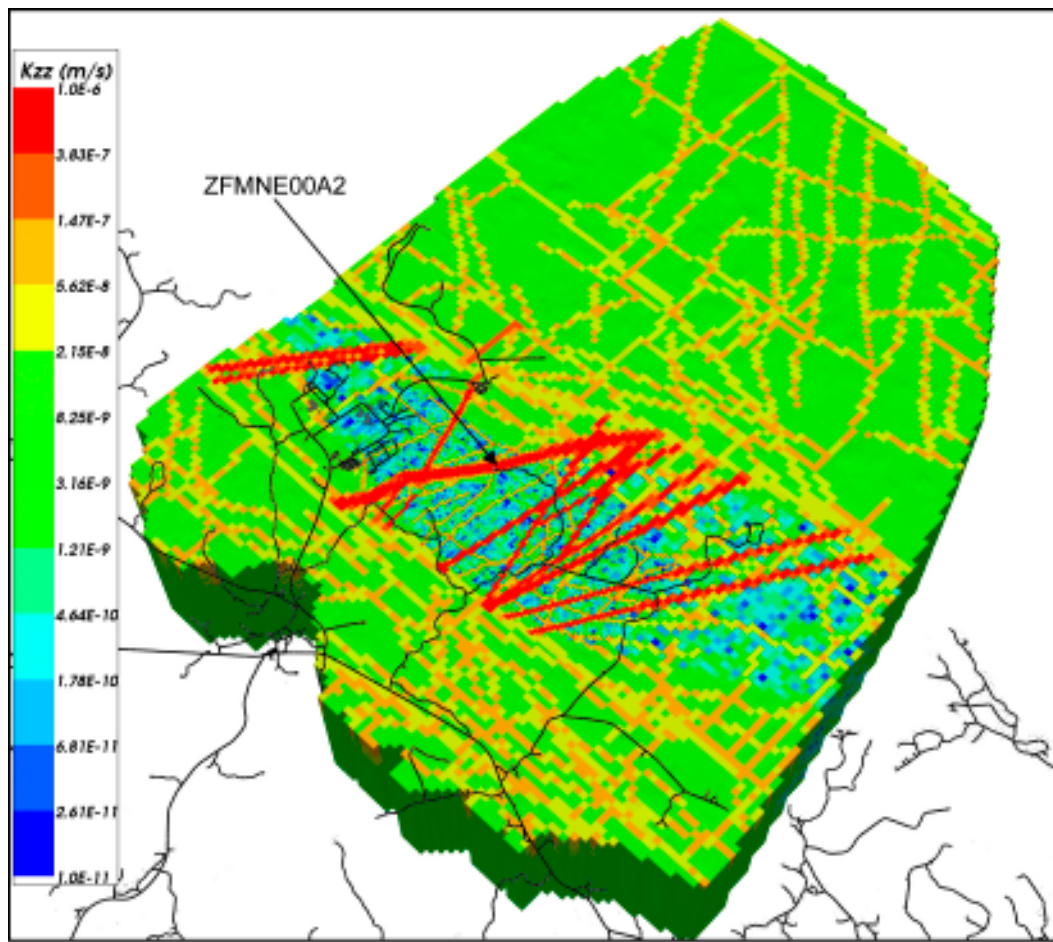 Kzz (m/s)
1.0E-6
3.83E-7
1.47E-7
5.62E-8
2.15E-8
8.25E-9
3.16E-9
1.21E-9
4.64E-10
1.78E-10
6.81E-11
2.61E-11
1.0E-11
ZFMNE00A2